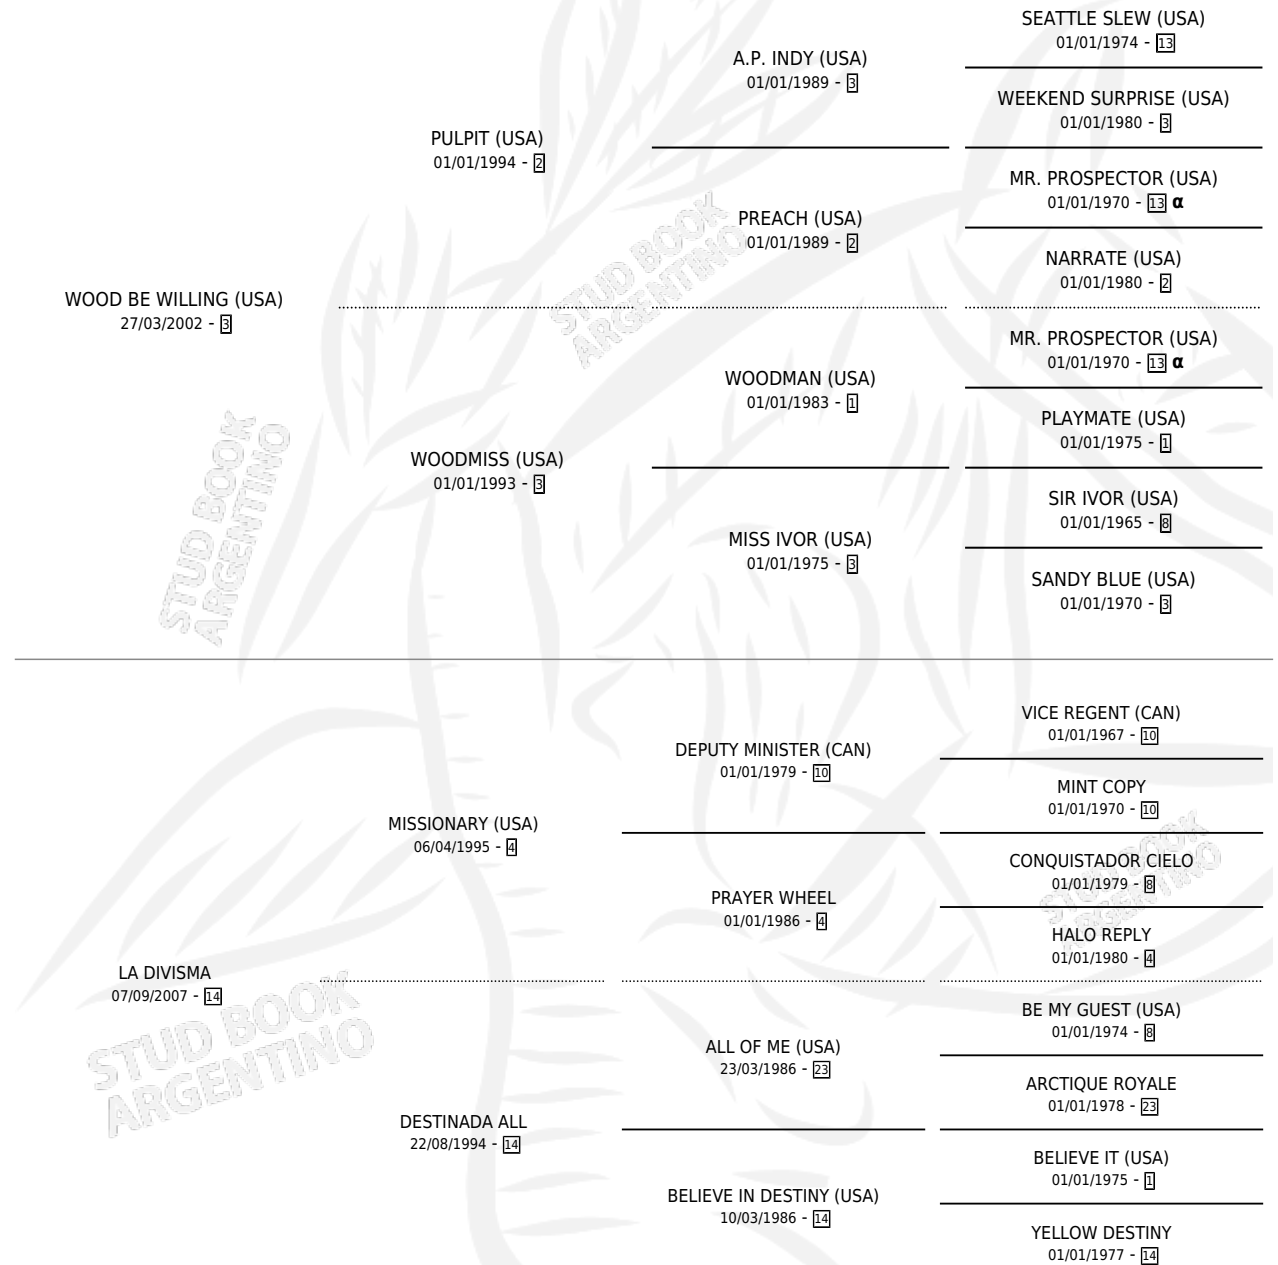 SEATTLE SLEW (USA)
01/01/1974 - 13
A.P. INDY (USA)
01/01/1989 - 3
WEEKEND SURPRISE (USA)
01/01/1980 - 3
PULPIT (USA)
01/01/1994 - 2
MR. PROSPECTOR (USA)
01/01/1970 - 13 α
PREACH (USA)
01/01/1989 - 2
NARRATE (USA)
01/01/1980 - 2
WOOD BE WILLING (USA)
27/03/2002 - 3
MR. PROSPECTOR (USA)
01/01/1970 - 13 α
WOODMAN (USA)
01/01/1983 - 1
PLAYMATE (USA)
01/01/1975 - 1
WOODMISS (USA)
01/01/1993 - 3
SIR IVOR (USA)
01/01/1965 - 8
MISS IVOR (USA)
01/01/1975 - 3
SANDY BLUE (USA)
01/01/1970 - 3
VICE REGENT (CAN)
01/01/1967 - 10
DEPUTY MINISTER (CAN)
01/01/1979 - 10
MINT COPY
01/01/1970 - 10
MISSIONARY (USA)
06/04/1995 - 4
CONQUISTADOR CIELO
01/01/1979 - 8
PRAYER WHEEL
01/01/1986 - 4
HALO REPLY
01/01/1980 - 4
LA DIVISMA
07/09/2007 - 14
BE MY GUEST (USA)
01/01/1974 - 8
ALL OF ME (USA)
23/03/1986 - 23
ARCTIQUE ROYALE
01/01/1978 - 23
DESTINADA ALL
22/08/1994 - 14
BELIEVE IT (USA)
01/01/1975 - 1
BELIEVE IN DESTINY (USA)
10/03/1986 - 14
YELLOW DESTINY
01/01/1977 - 14
STUD BOOK
ARGENTINO
STUD BOOK
ARGENTINO
STUD BOOK
ARGENTINO
STUD BOOK
ARGENTINO